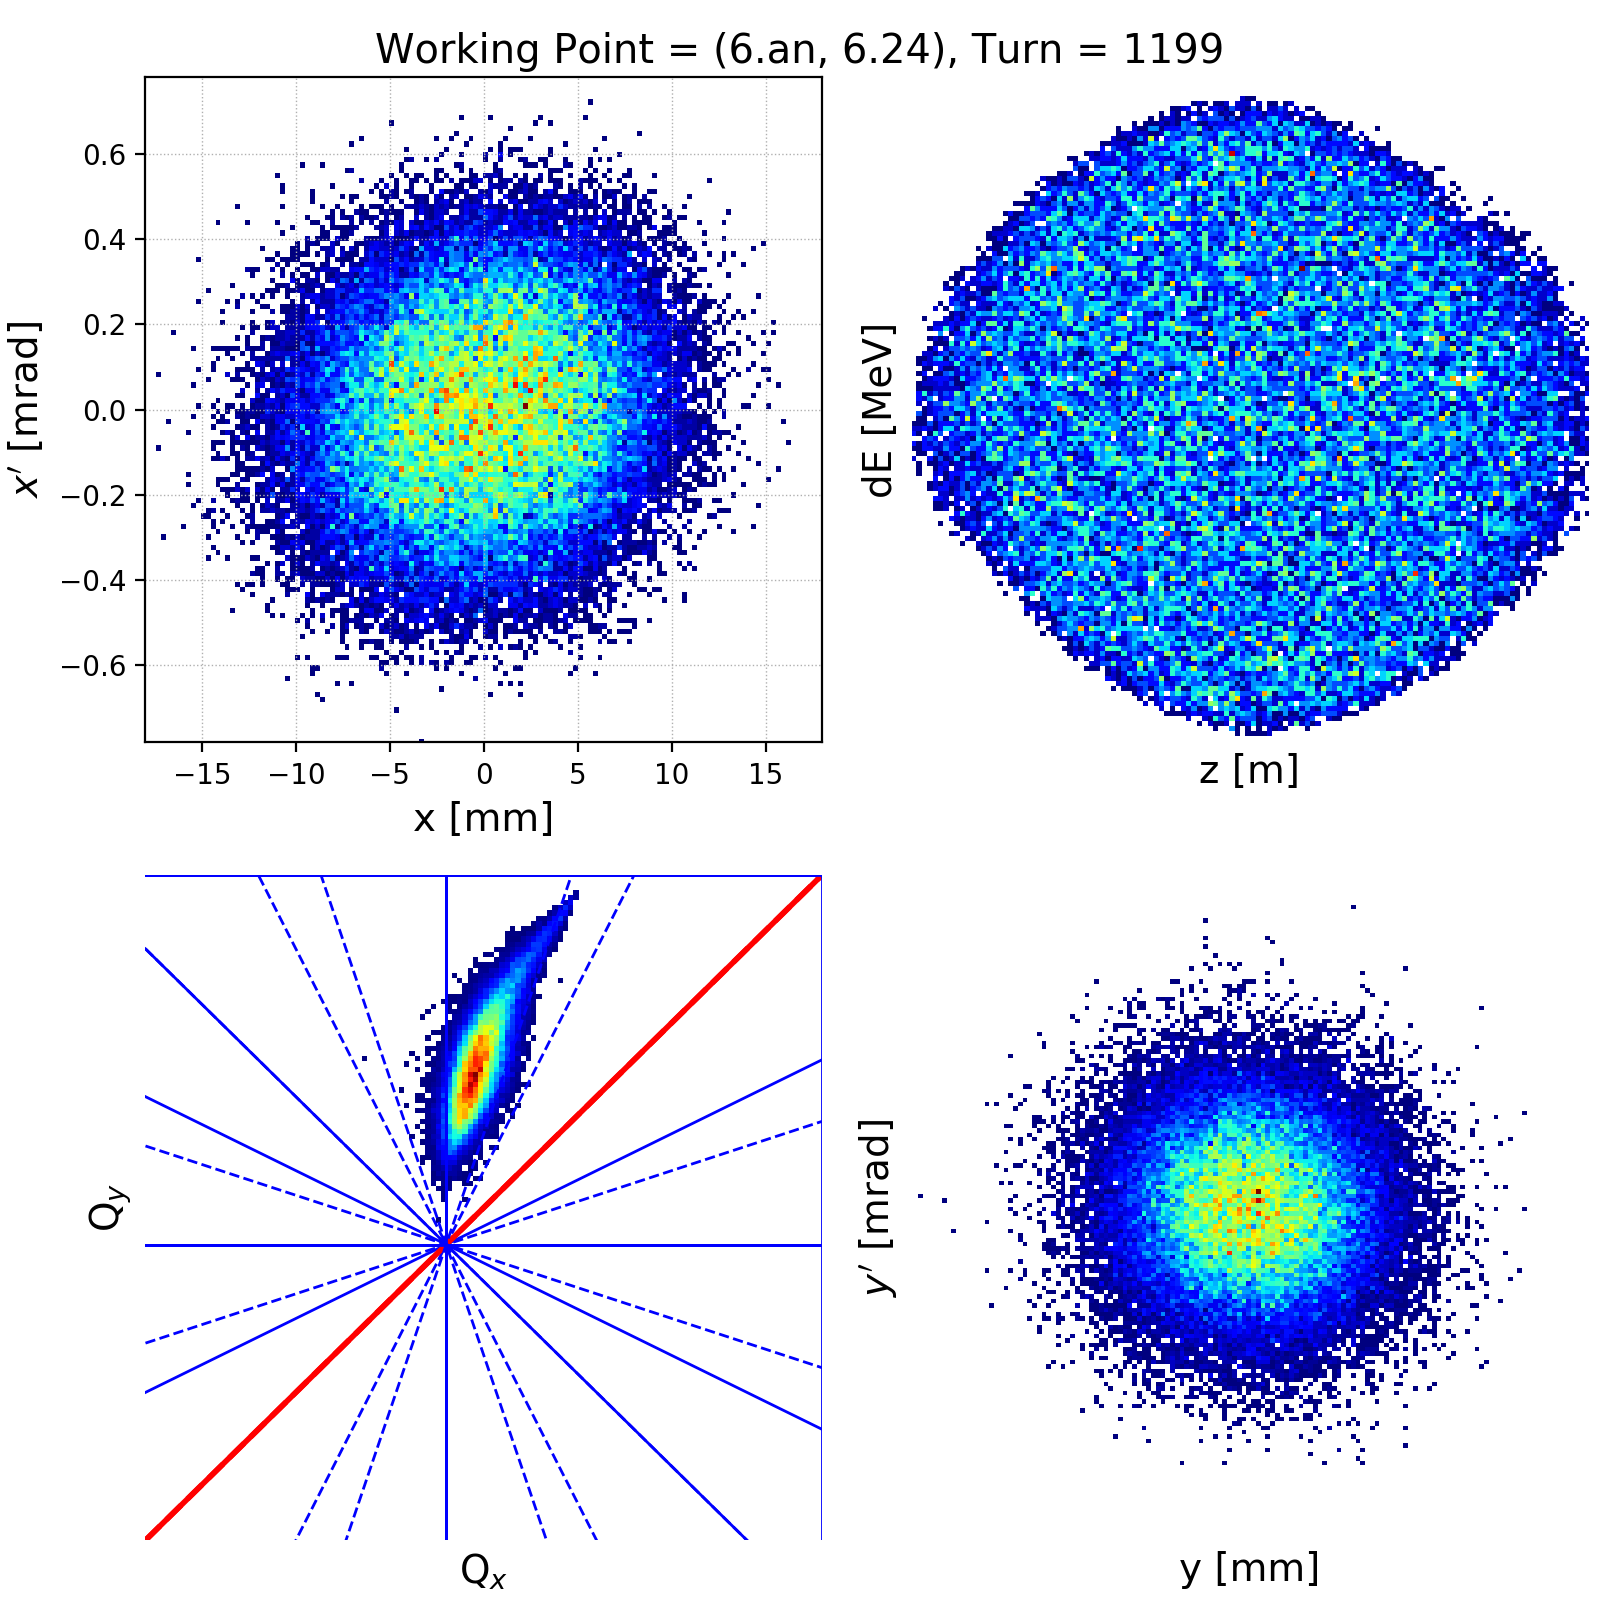 Working Point = (6.an, 6.24), Turn = 1199
x′ [mrad]
0.6
0.4
0.2
0.0
−0.2
−0.4
−0.6
−15 −10 −5 0 5 10 15
x [mm]
dE [MeV]
z [m]
Qy
Qx
y′ [mrad]
y [mm]